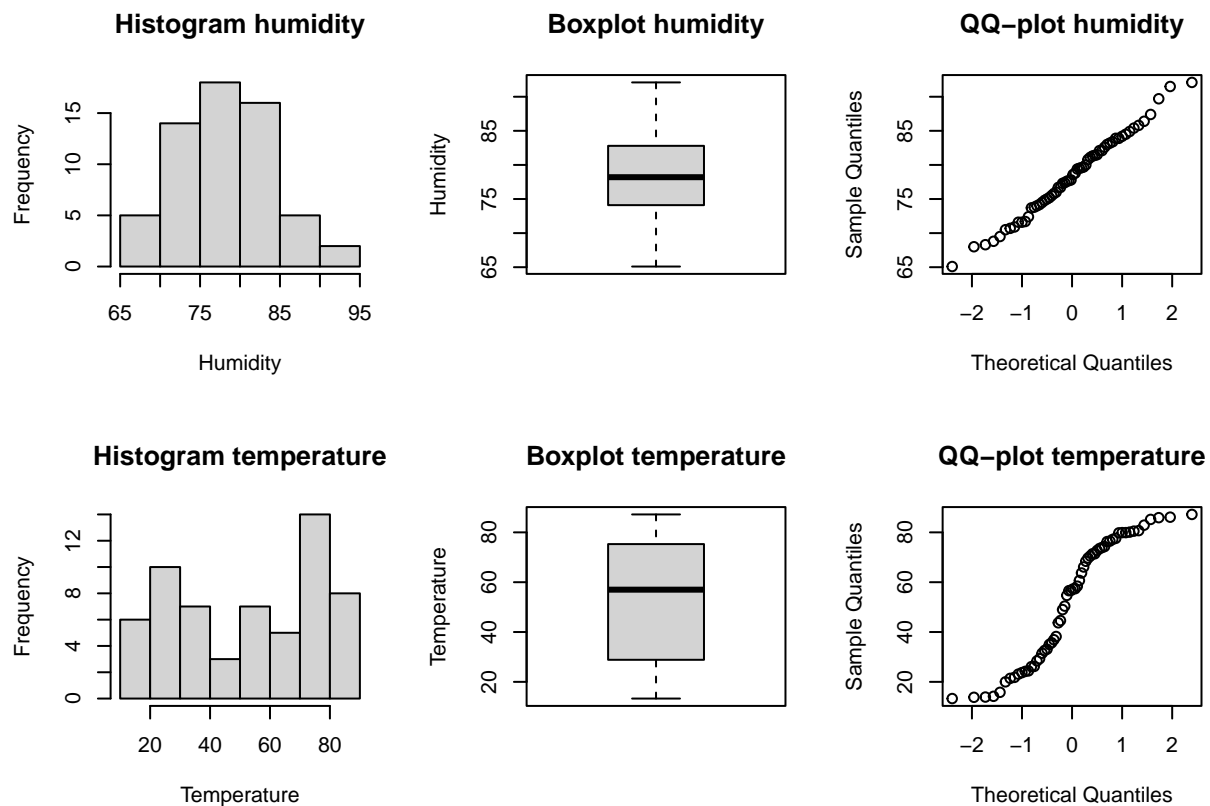 Histogram humidity
Frequency
0 5 10 15
65 75 85 95
Humidity
Boxplot humidity
Humidity
65 75 85
QQ−plot humidity
Sample Quantiles
65 75 85
−2 −1 0 1 2
Theoretical Quantiles
Histogram temperature
Frequency
0 4 8 12
20 40 60 80
Temperature
Boxplot temperature
Temperature
20 40 60 80
QQ−plot temperature
Sample Quantiles
20 40 60 80
−2 −1 0 1 2
Theoretical Quantiles